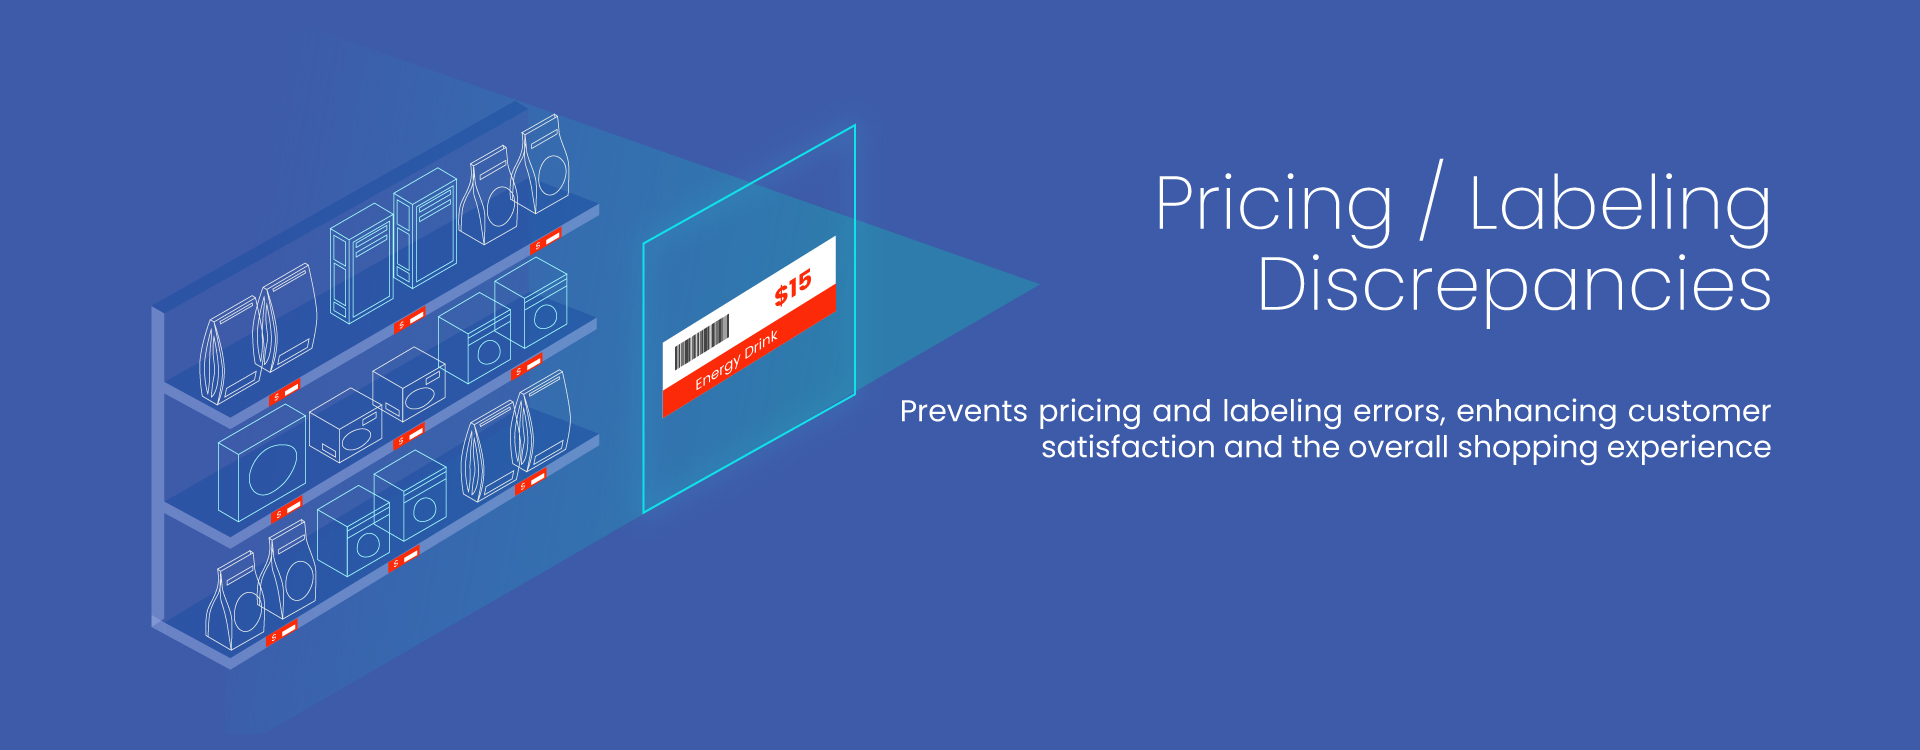 Pricing / Labeling
Discrepancies
Prevents pricing and labeling errors, enhancing customer
satisfaction and the overall shopping experience
$15
Energy Drink
$
$
$
$
$
$
$
$
$